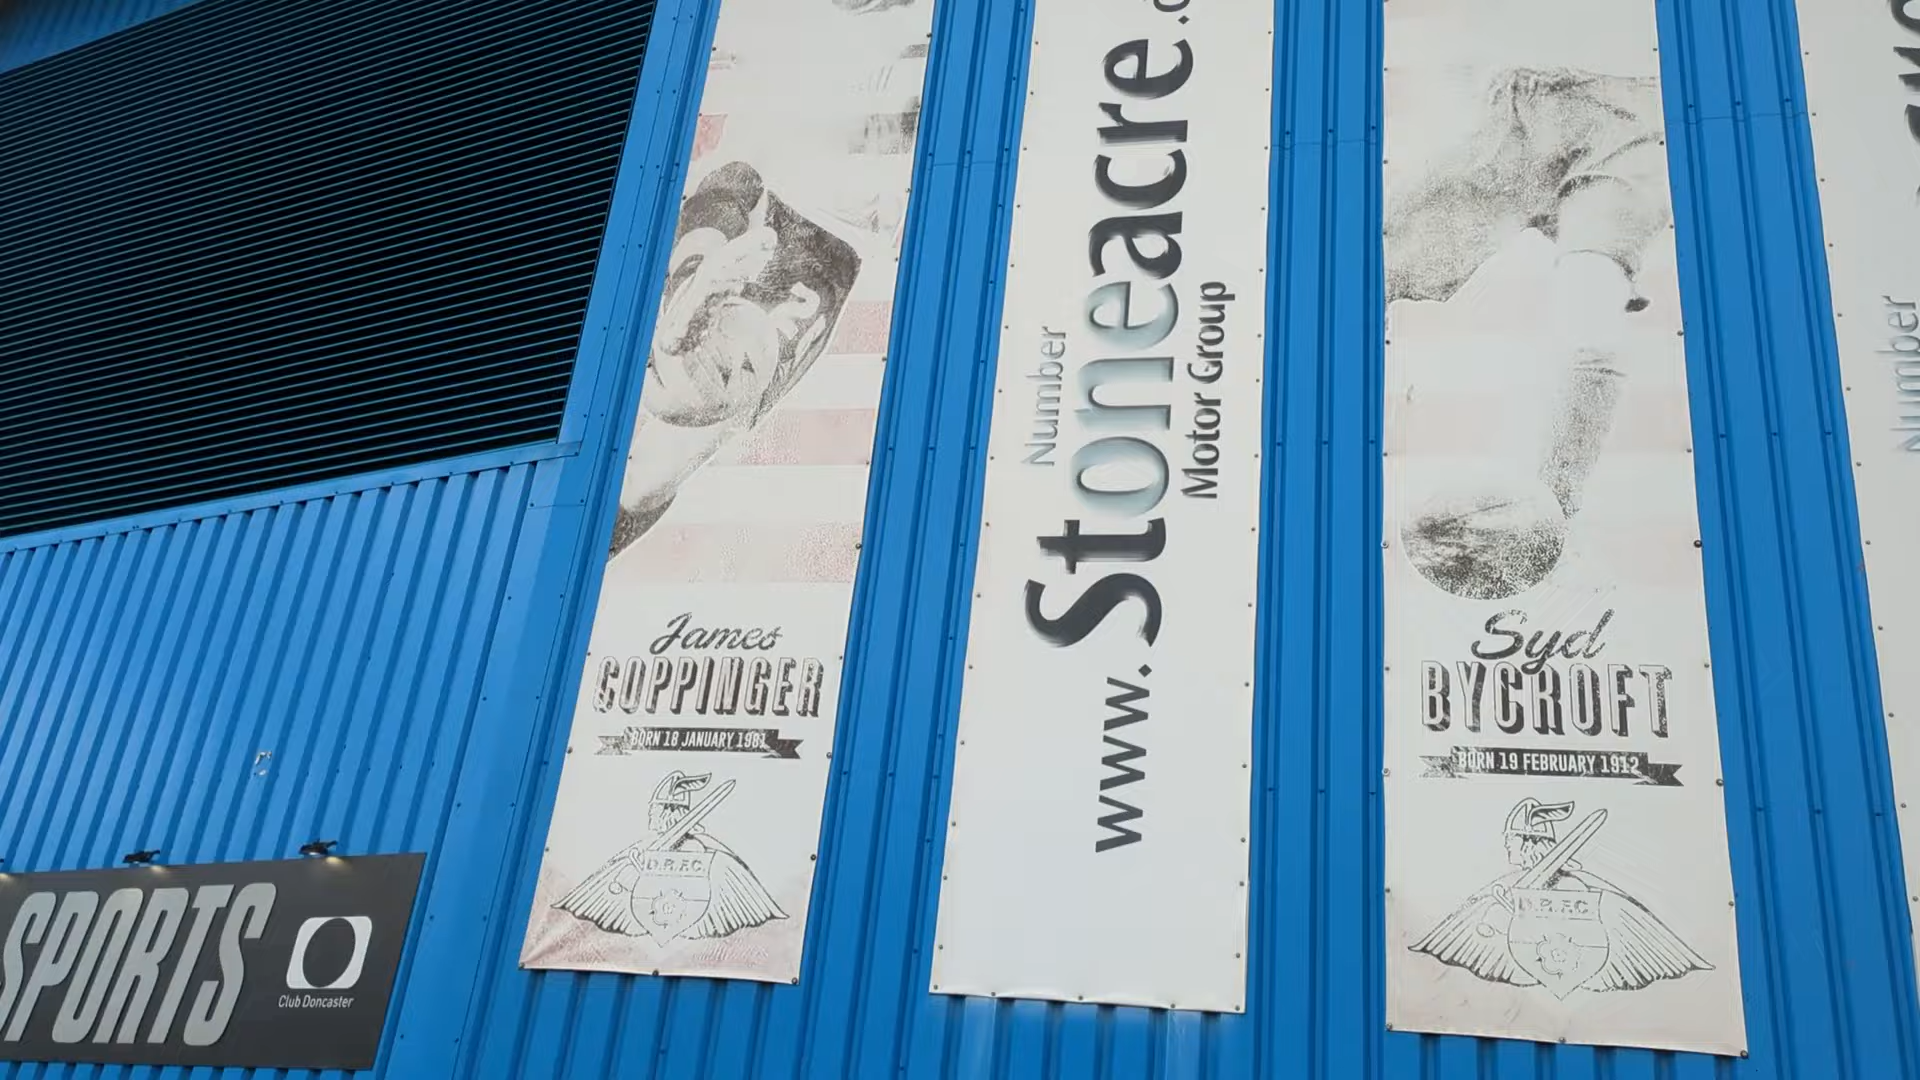 James
COPPINGER
BORN 18 JANUARY 1981
D.R.F.C.
www.Stoneacre.
Number
Motor Group
Syd
BYCROFT
BORN 19 FEBRUARY 1912
D.R.F.C.
Number
SPORTS
Club Doncaster